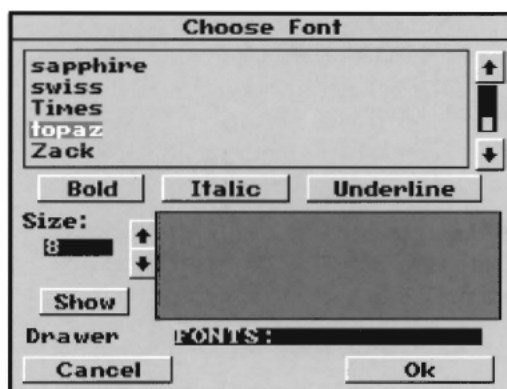 Choose Font
sapphire
swiss
Times
topaz
Zack
Bold Italic Underline
Size:
8
Show
Drawer FONTS:
Cancel Ok